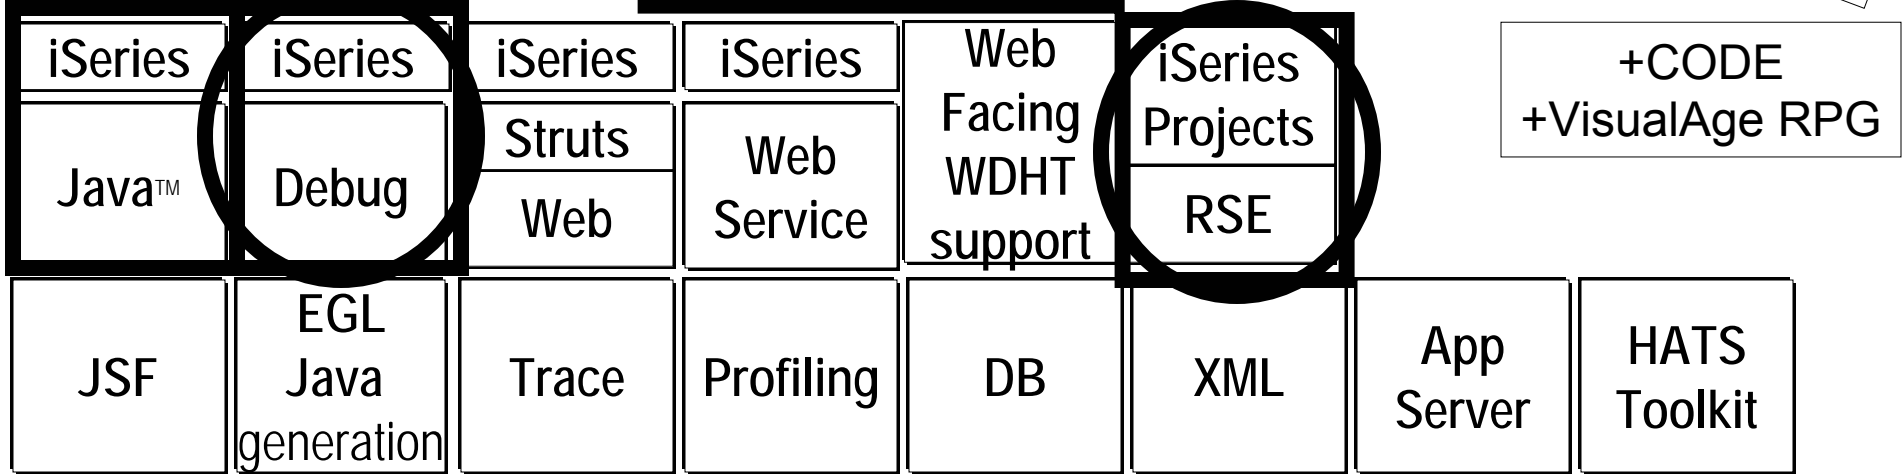 iSeries
Java™
iSeries
Debug
iSeries
Struts
Web
iSeries
Web
Service
Web
Facing
WDHT
support
iSeries
Projects
RSE
+CODE
+VisualAge RPG
JSF
EGL
Java
generation
Trace
Profiling
DB
XML
App
Server
HATS
Toolkit